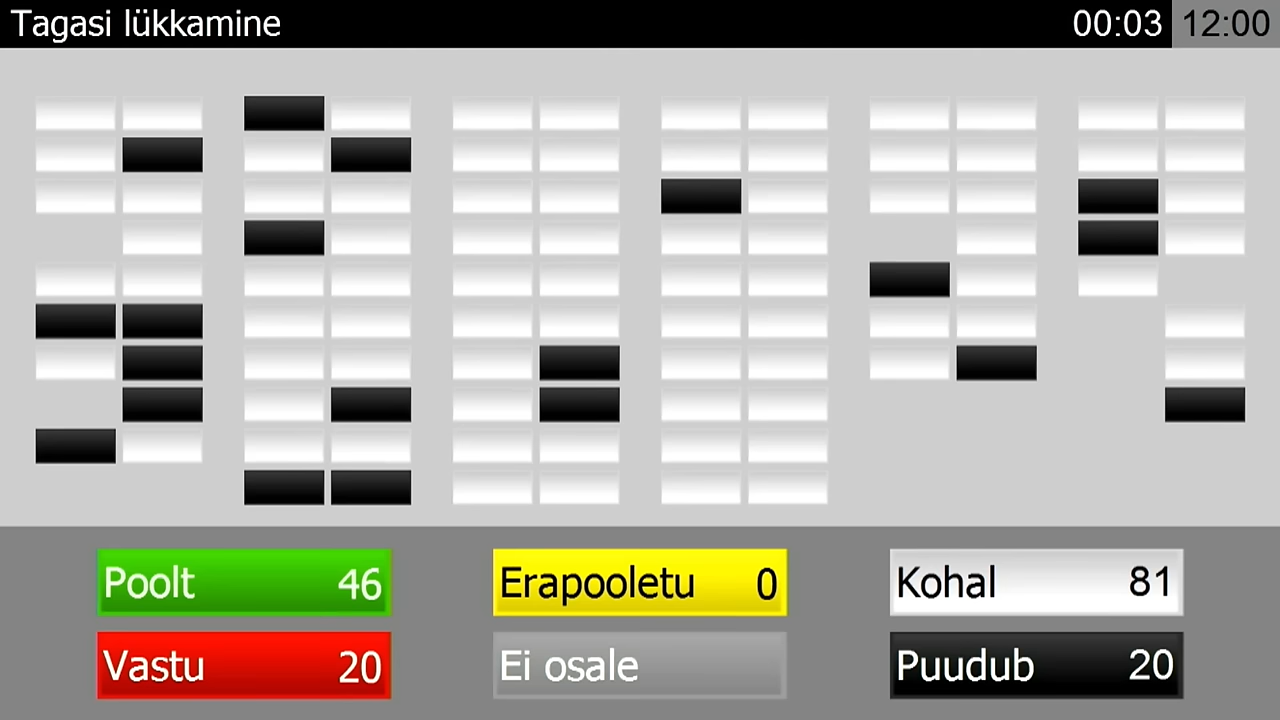 Tagasi lükkamine
00:03 12:00
Poolt 46
Erapooletu 0
Kohal 81
Vastu 20
Ei osale
Puudub 20